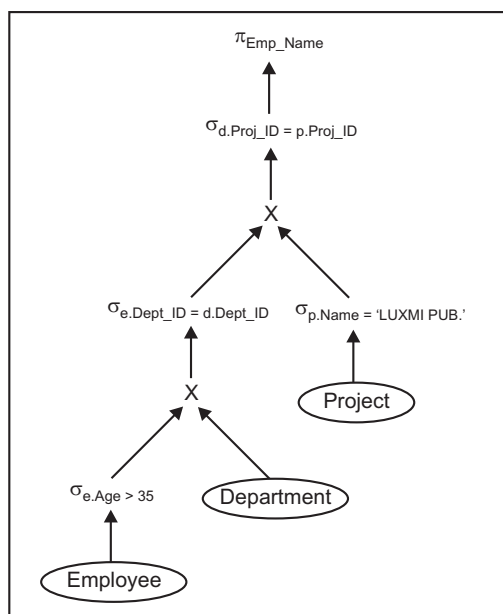 πEmp_Name
σd.Proj_ID = p.Proj_ID
X
σe.Dept_ID = d.Dept_ID
σp.Name = ‘LUXMI PUB.’
Project
X
σe.Age > 35
Department
Employee